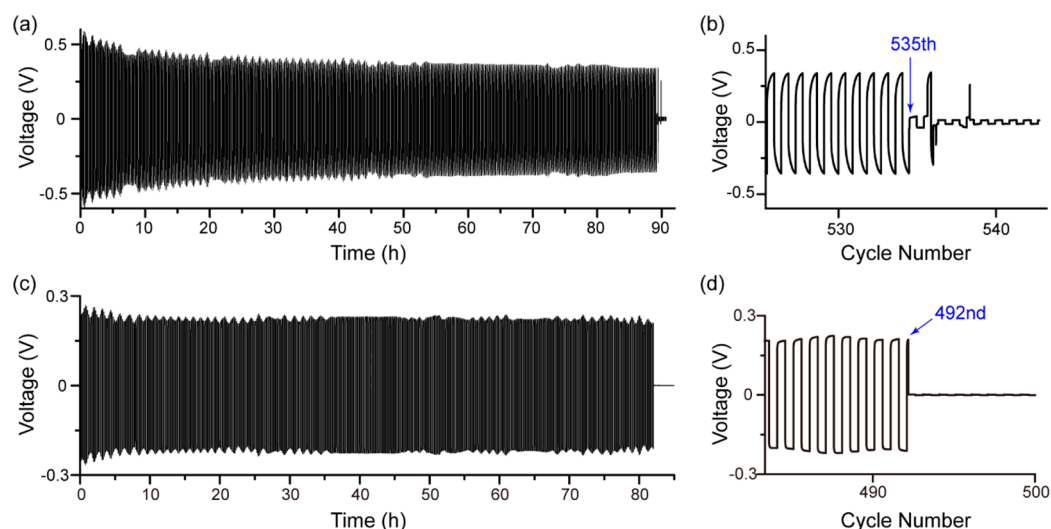 (a)
Voltage (V)
0.5
0
-0.5
0 10 20 30 40 50 60 70 80 90
Time (h)
(b)
Voltage (V)
0.5
0
-0.5
535th
530 540
Cycle Number
(c)
Voltage (V)
0.3
0
-0.3
0 10 20 30 40 50 60 70 80
Time (h)
(d)
Voltage (V)
0.3
0
-0.3
492nd
490 500
Cycle Number